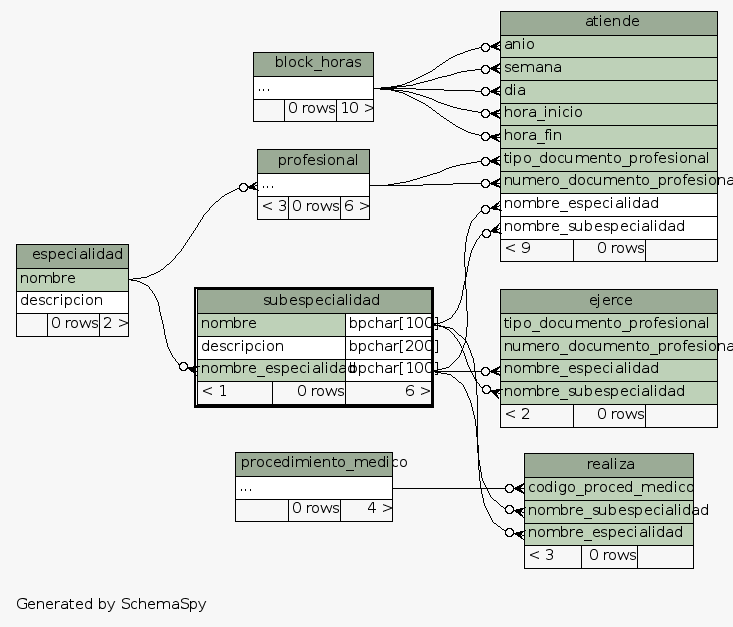 atiende
anio
semana
dia
hora_inicio
hora_fin
tipo_documento_profesional
numero_documento_profesiona
nombre_especialidad
nombre_subespecialidad
< 9 0 rows
block_horas
...
0 rows 10 >
profesional
...
< 3 0 rows 6 >
especialidad
nombre
descripcion
0 rows 2 >
subespecialidad
nombre bpchar[100]
descripcion bpchar[200]
nombre_especialidad bpchar[100]
< 1 0 rows 6 >
ejerce
tipo_documento_profesional
numero_documento_profesiona
nombre_especialidad
nombre_subespecialidad
< 2 0 rows
procedimiento_medico
...
0 rows 4 >
realiza
codigo_proced_medico
nombre_subespecialidad
nombre_especialidad
< 3 0 rows
Generated by SchemaSpy